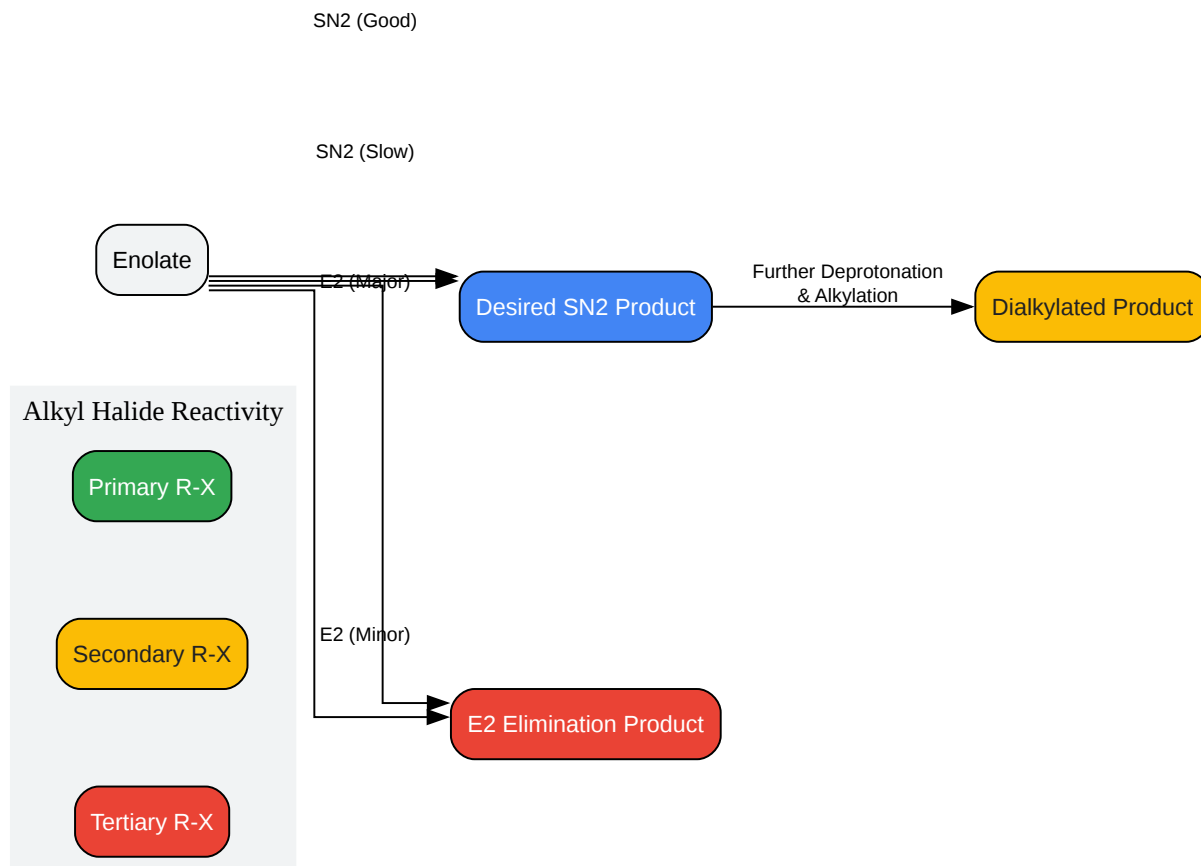 SN2 (Good)
SN2 (Slow)
Enolate
E2 (Major)
Desired SN2 Product
Further Deprotonation
& Alkylation
Dialkylated Product
Alkyl Halide Reactivity
Primary R-X
Secondary R-X
E2 (Minor)
E2 Elimination Product
Tertiary R-X